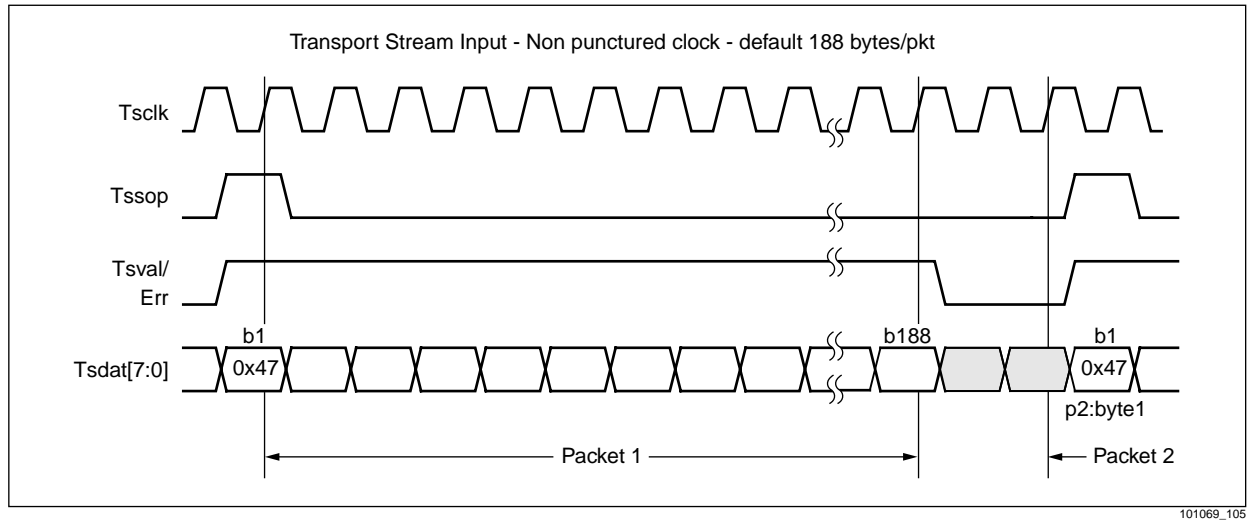 Transport Stream Input - Non punctured clock - default 188 bytes/pkt
Tsclk
Tssop
Tsval/
Err
b1
b188
b1
Tsdat[7:0]
0x47
0x47
p2:byte1
Packet 1
Packet 2
101069_105